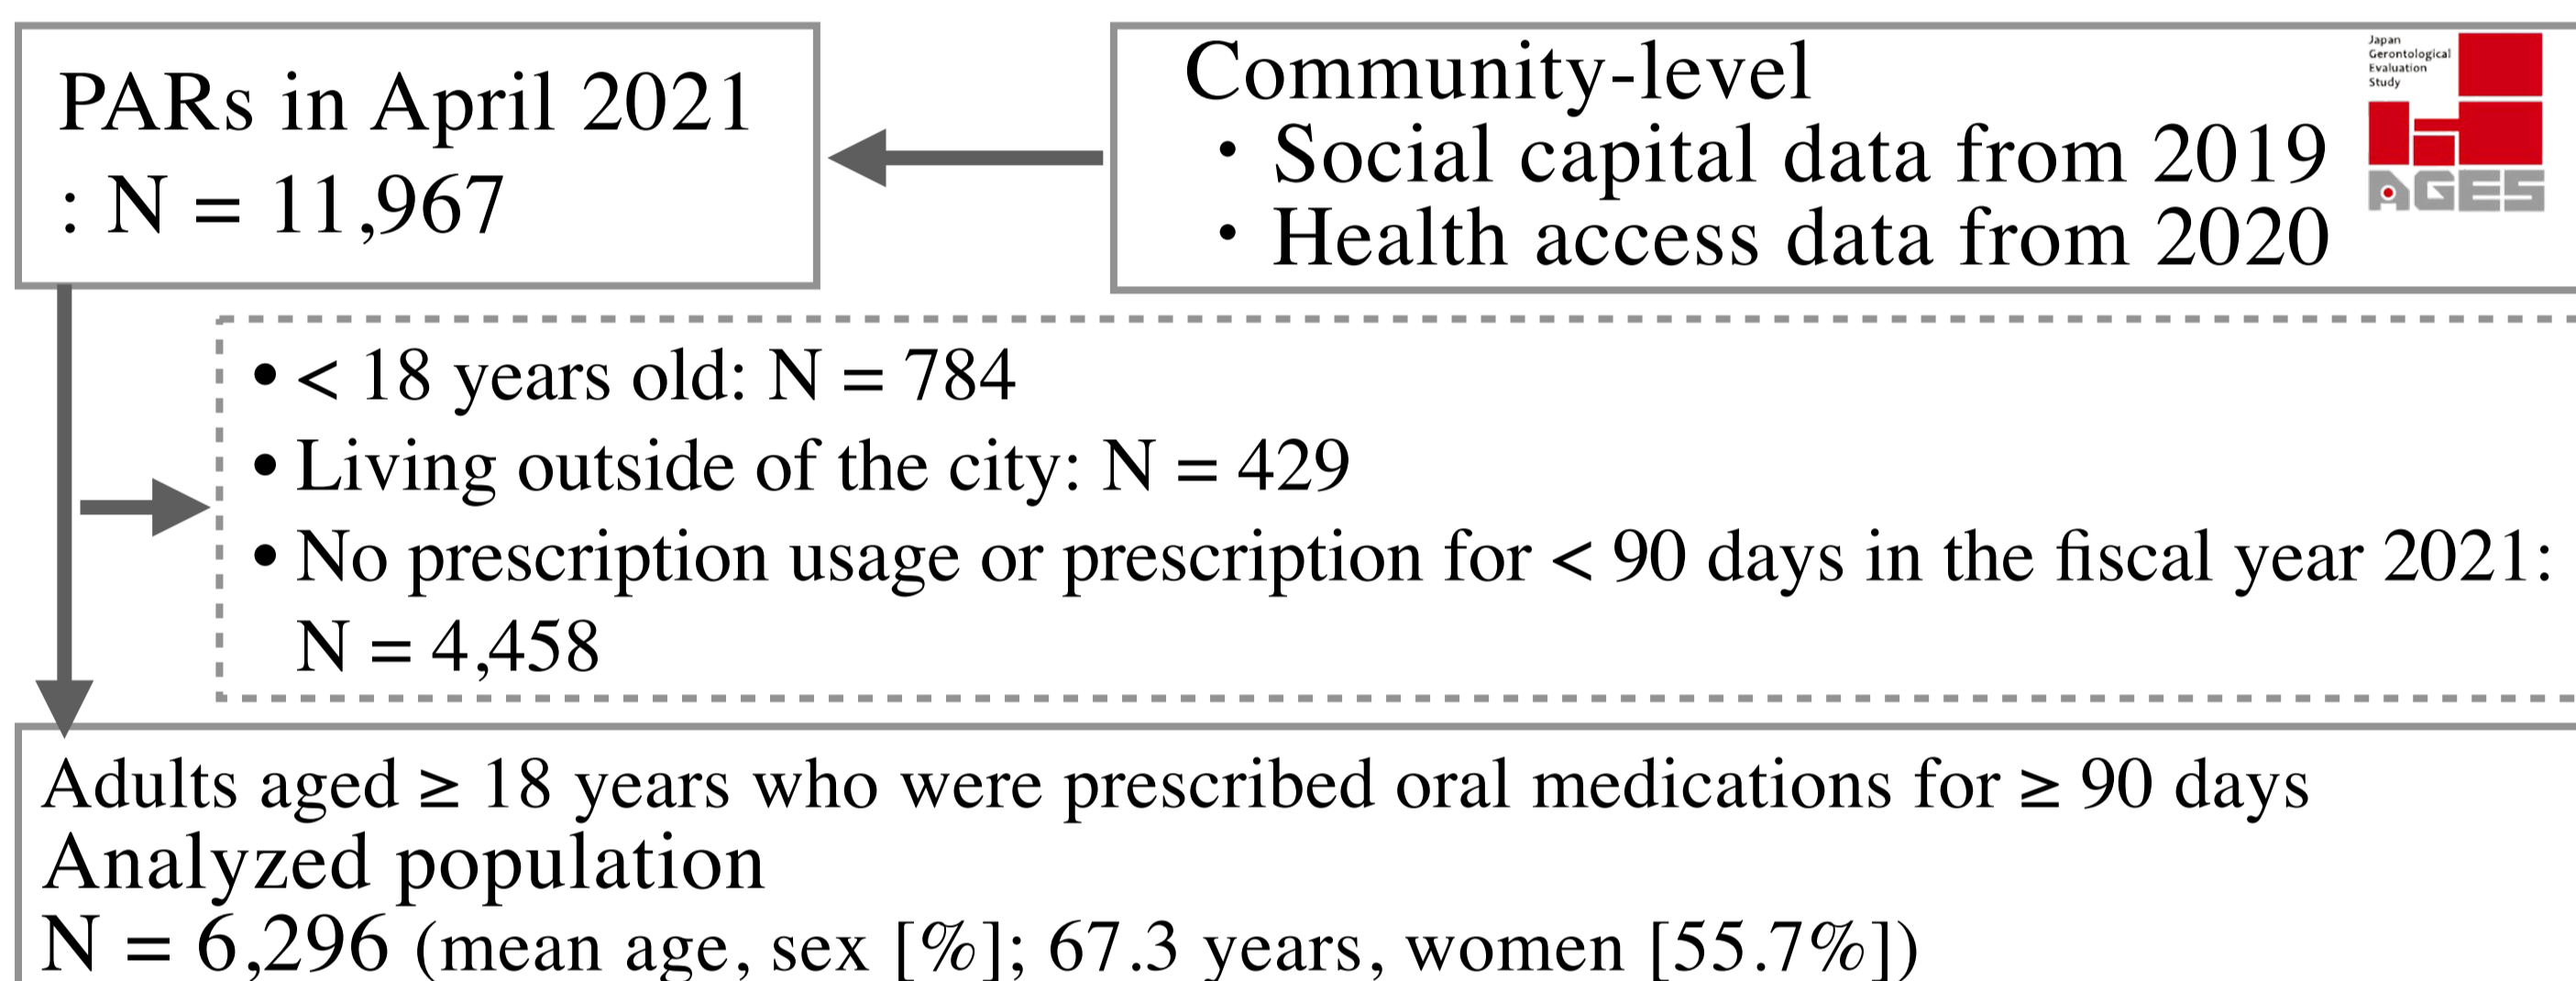 PARs in April 2021
: N = 11,967
Community-level
・ Social capital data from 2019
・ Health access data from 2020
Japan
Gerontological
Evaluation
Study
AGES
• < 18 years old: N = 784
• Living outside of the city: N = 429
• No prescription usage or prescription for < 90 days in the fiscal year 2021:
N = 4,458
Adults aged ≥ 18 years who were prescribed oral medications for ≥ 90 days
Analyzed population
N = 6,296 (mean age, sex [%]; 67.3 years, women [55.7%])